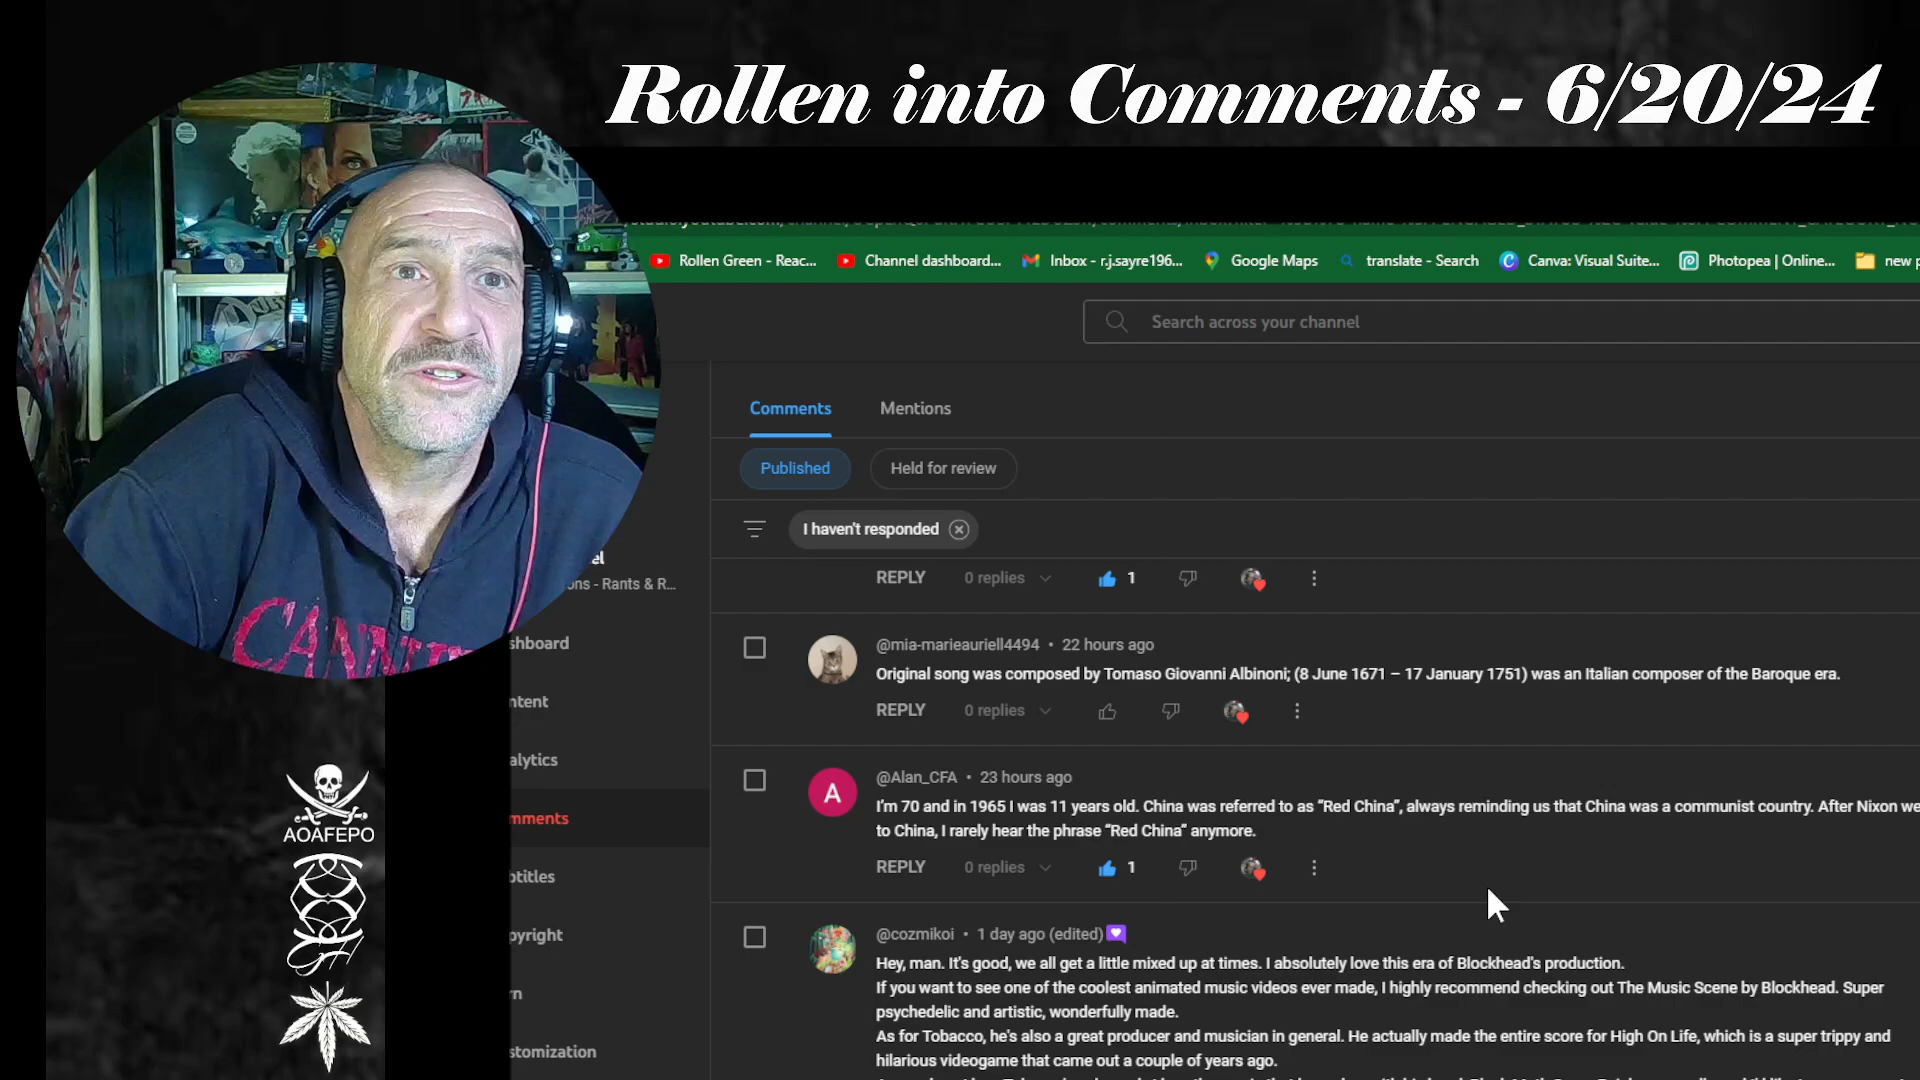 Rollen into Comments - 6/20/24
Rollen Green - Reac...
Channel dashboard...
Inbox - r.j.sayre196...
Google Maps
translate - Search
Canva: Visual Suite...
Photopea | Online...
new p
Search across your channel
Comments
Mentions
Published
Held for review
I haven't responded
el
ons - Rants & R...
shboard
ntent
alytics
mments
btitles
pyright
rn
stomization
REPLY
0 replies
1
@mia-marieauriell4494 • 22 hours ago
Original song was composed by Tomaso Giovanni Albinoni; (8 June 1671 – 17 January 1751) was an Italian composer of the Baroque era.
REPLY
0 replies
A
@Alan_CFA • 23 hours ago
I'm 70 and in 1965 I was 11 years old. China was referred to as “Red China”, always reminding us that China was a communist country. After Nixon we
to China, I rarely hear the phrase “Red China” anymore.
REPLY
0 replies
1
@cozmikoi • 1 day ago (edited)
Hey, man. It's good, we all get a little mixed up at times. I absolutely love this era of Blockhead's production.
If you want to see one of the coolest animated music videos ever made, I highly recommend checking out The Music Scene by Blockhead. Super
psychedelic and artistic, wonderfully made.
As for Tobacco, he's also a great producer and musician in general. He actually made the entire score for High On Life, which is a super trippy and
hilarious videogame that came out a couple of years ago.
AOAFEPO
GH